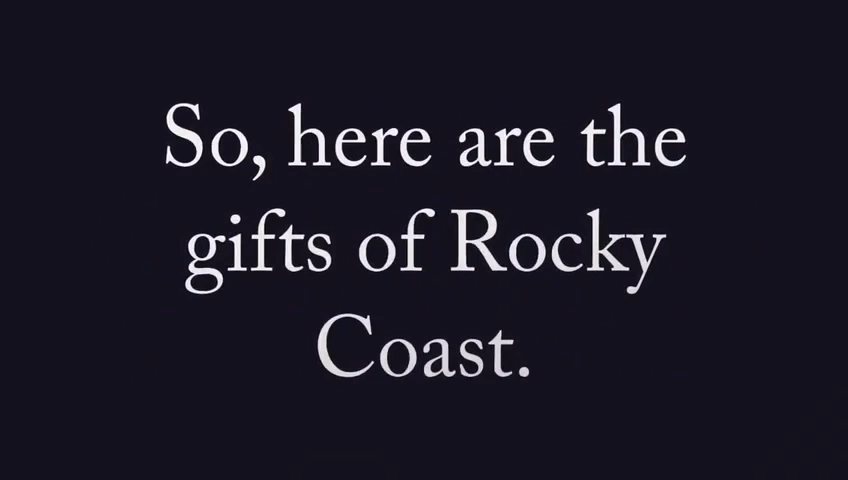 So, here are the
gifts of Rocky
Coast.